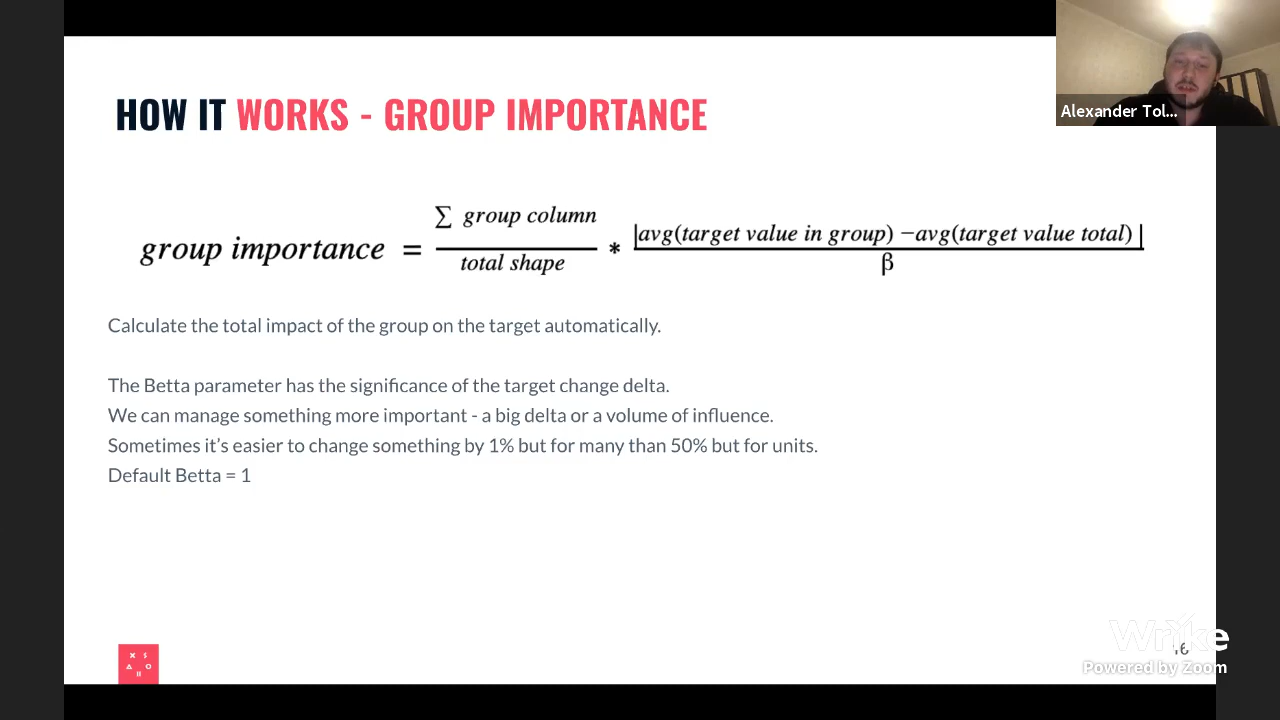 HOW IT WORKS - GROUP IMPORTANCE
Alexander Tol...
group importance = ∑ group column / total shape * |avg(target value in group) −avg(target value total) | / β
Calculate the total impact of the group on the target automatically.
The Betta parameter has the significance of the target change delta.
We can manage something more important - a big delta or a volume of influence.
Sometimes it's easier to change something by 1% but for many than 50% but for units.
Default Betta = 1
Wrike
Powered by Zoom